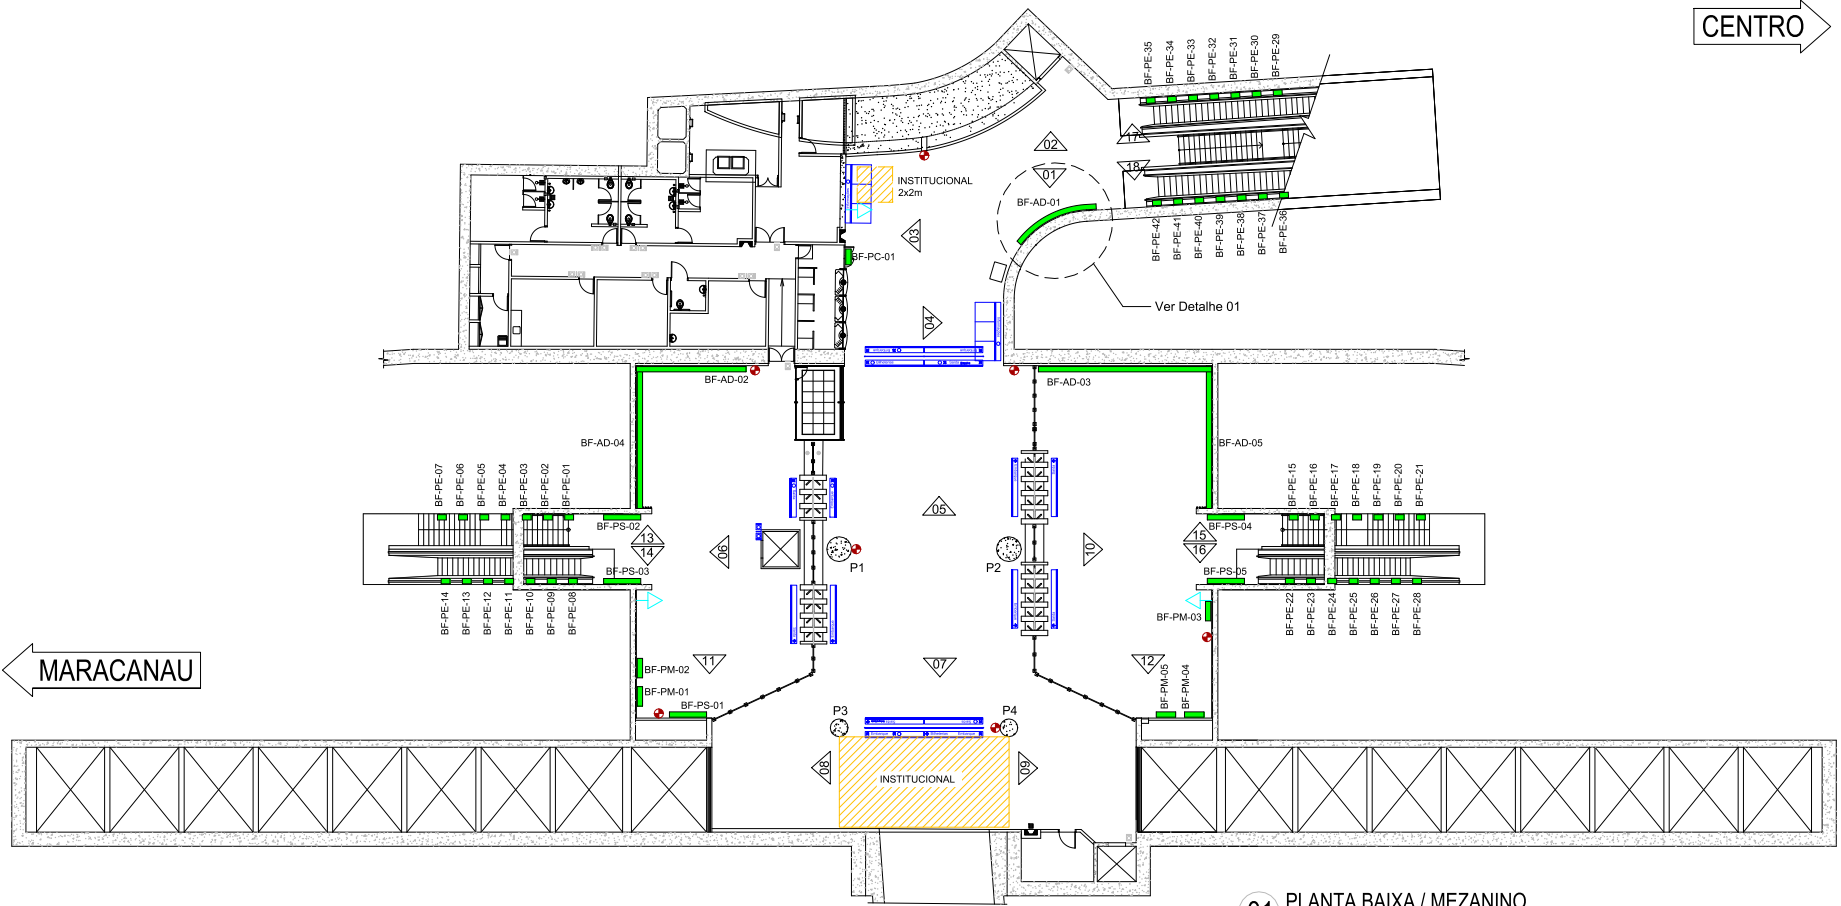 CENTRO
BF-PE-35
BF-PE-34
BF-PE-33
BF-PE-32
BF-PE-31
BF-PE-30
BF-PE-29
02
17
18
01
INSTITUCIONAL
2x2m
BF-AD-01
03
BF-PE-42
BF-PE-41
BF-PE-40
BF-PE-39
BF-PE-38
BF-PE-37
BF-PE-36
BF-PC-01
Ver Detalhe 01
04
BF-AD-02
BF-AD-03
BF-AD-04
BF-AD-05
BF-PE-07
BF-PE-06
BF-PE-05
BF-PE-04
BF-PE-03
BF-PE-02
BF-PE-01
BF-PE-15
BF-PE-16
BF-PE-17
BF-PE-18
BF-PE-19
BF-PE-20
BF-PE-21
05
BF-PS-02
BF-PS-04
13
14
15
16
06
10
P1
P2
BF-PS-03
BF-PS-05
BF-PE-14
BF-PE-13
BF-PE-12
BF-PE-11
BF-PE-10
BF-PE-09
BF-PE-08
BF-PE-22
BF-PE-23
BF-PE-24
BF-PE-25
BF-PE-26
BF-PE-27
BF-PE-28
BF-PM-03
MARACANAU
11
07
12
BF-PM-02
BF-PM-01
BF-PM-05
BF-PM-04
BF-PS-01
P3
P4
08
09
INSTITUCIONAL
01
PLANTA BAIXA / MEZANINO